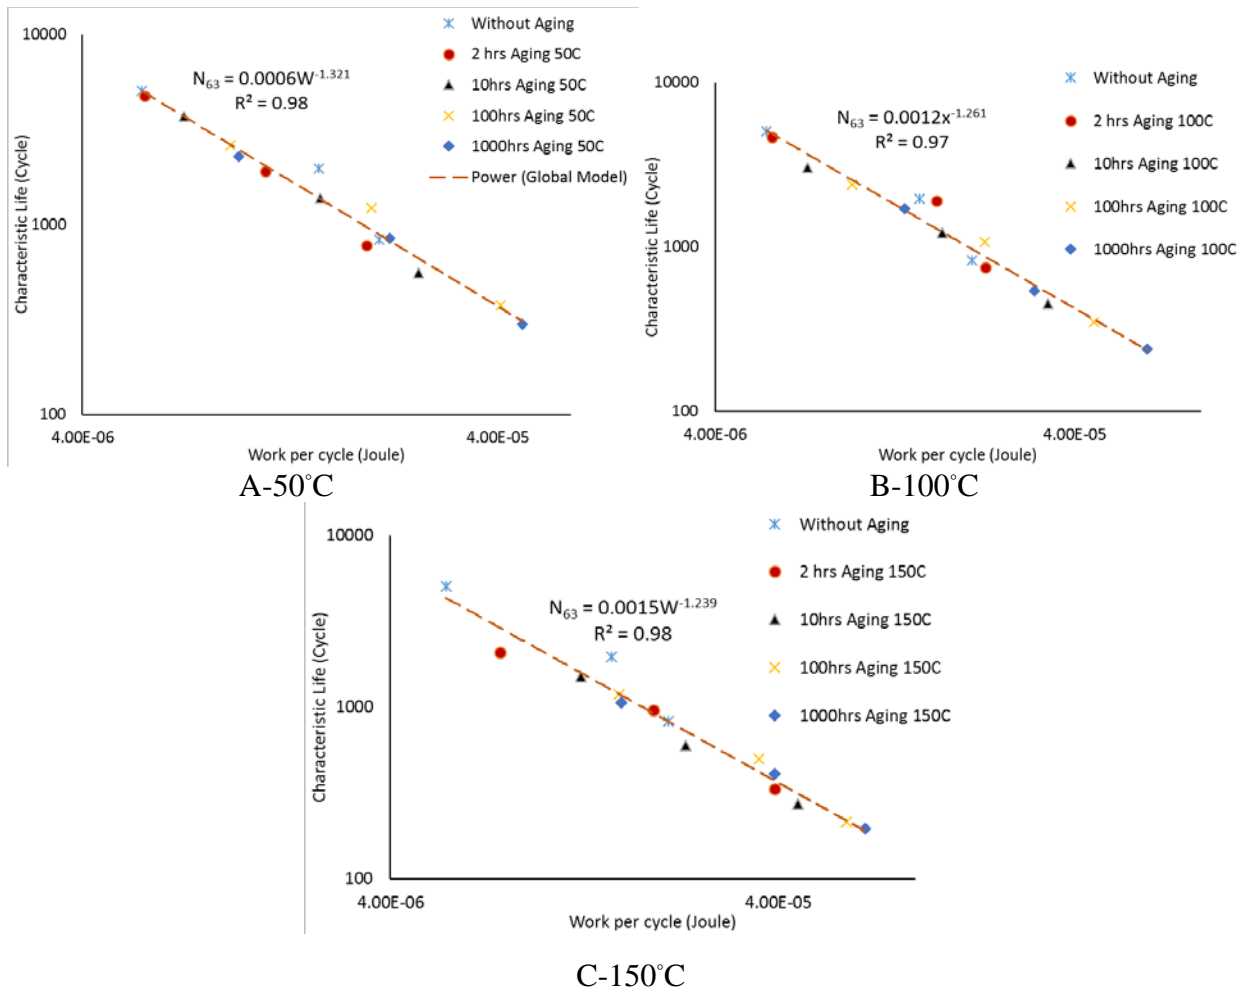 10000
1000
100
4.00E-06
4.00E-05
Characteristic Life (Cycle)
Work per cycle (Joule)
N63 = 0.0006W-1.321
R² = 0.98
Without Aging
2 hrs Aging 50C
10hrs Aging 50C
100hrs Aging 50C
1000hrs Aging 50C
Power (Global Model)
A-50°C
10000
1000
100
4.00E-06
4.00E-05
Characteristic Life (Cycle)
Work per cycle (Joule)
N63 = 0.0012x-1.261
R² = 0.97
Without Aging
2 hrs Aging 100C
10hrs Aging 100C
100hrs Aging 100C
1000hrs Aging 100C
B-100°C
10000
1000
100
4.00E-06
4.00E-05
Characteristic Life (Cycle)
Work per cycle (Joule)
N63 = 0.0015W-1.239
R² = 0.98
Without Aging
2 hrs Aging 150C
10hrs Aging 150C
100hrs Aging 150C
1000hrs Aging 150C
C-150°C